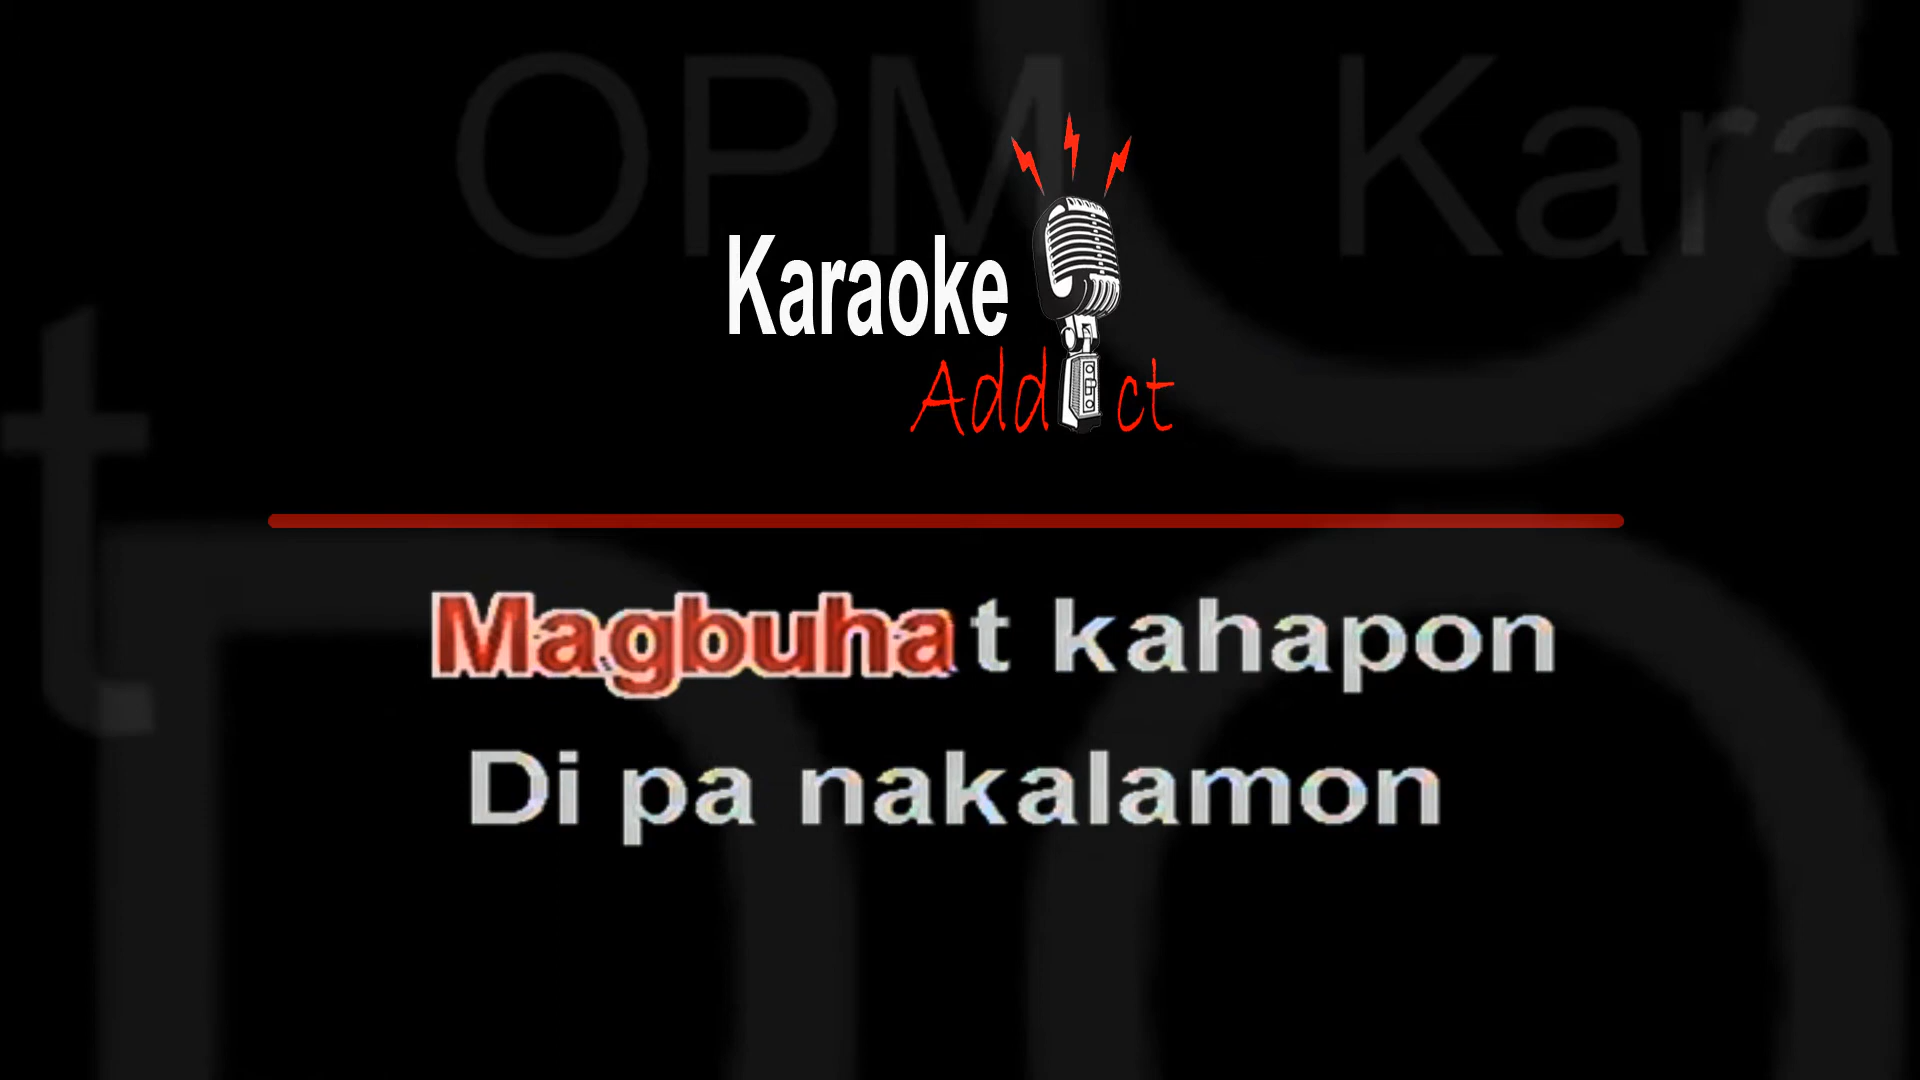 OPM Kara
Karaoke
Addict
t
Magbuhat kahapon
Di pa nakalamon